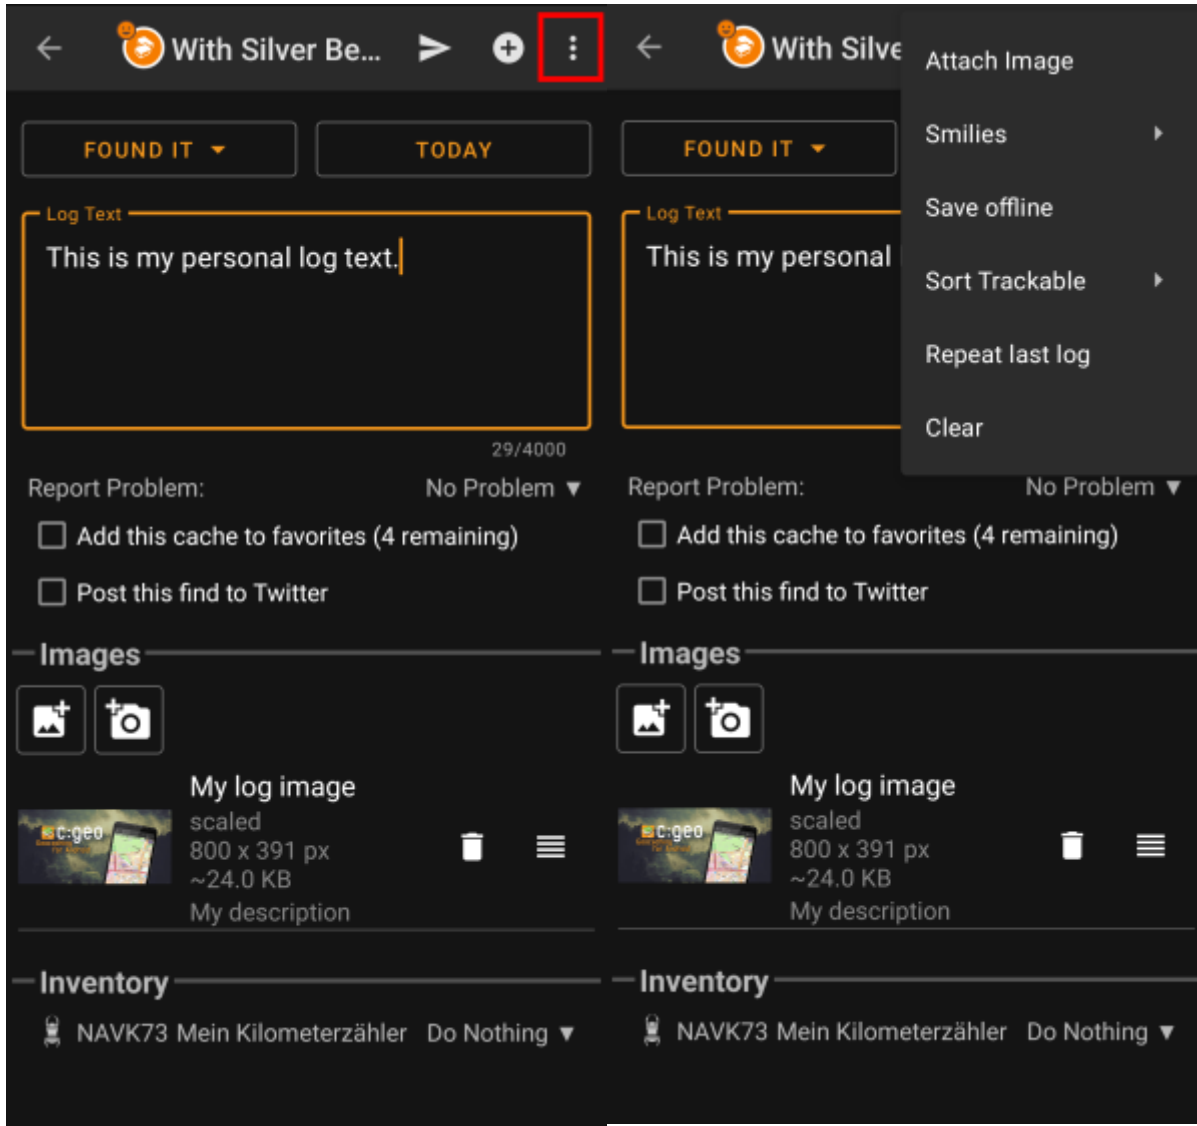 With Silver Be...
FOUND IT
TODAY
Log Text
This is my personal log text.
29/4000
Report Problem:
No Problem
Add this cache to favorites (4 remaining)
Post this find to Twitter
Images
My log image
c:geo
scaled
800 x 391 px
~24.0 KB
My description
Inventory
NAVK73 Mein Kilometerzähler
Do Nothing
With Silve
Attach Image
Smilies
Save offline
Sort Trackable
Repeat last log
Clear
FOUND IT
Log Text
This is my personal
Report Problem:
No Problem
Add this cache to favorites (4 remaining)
Post this find to Twitter
Images
My log image
c:geo
scaled
800 x 391 px
~24.0 KB
My description
Inventory
NAVK73 Mein Kilometerzähler
Do Nothing